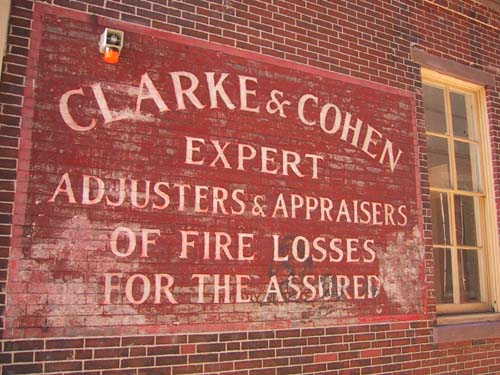 CLARKE & COHEN
EXPERT
ADJUSTERS & APPRAISERS
OF FIRE LOSSES
FOR THE ASSURED